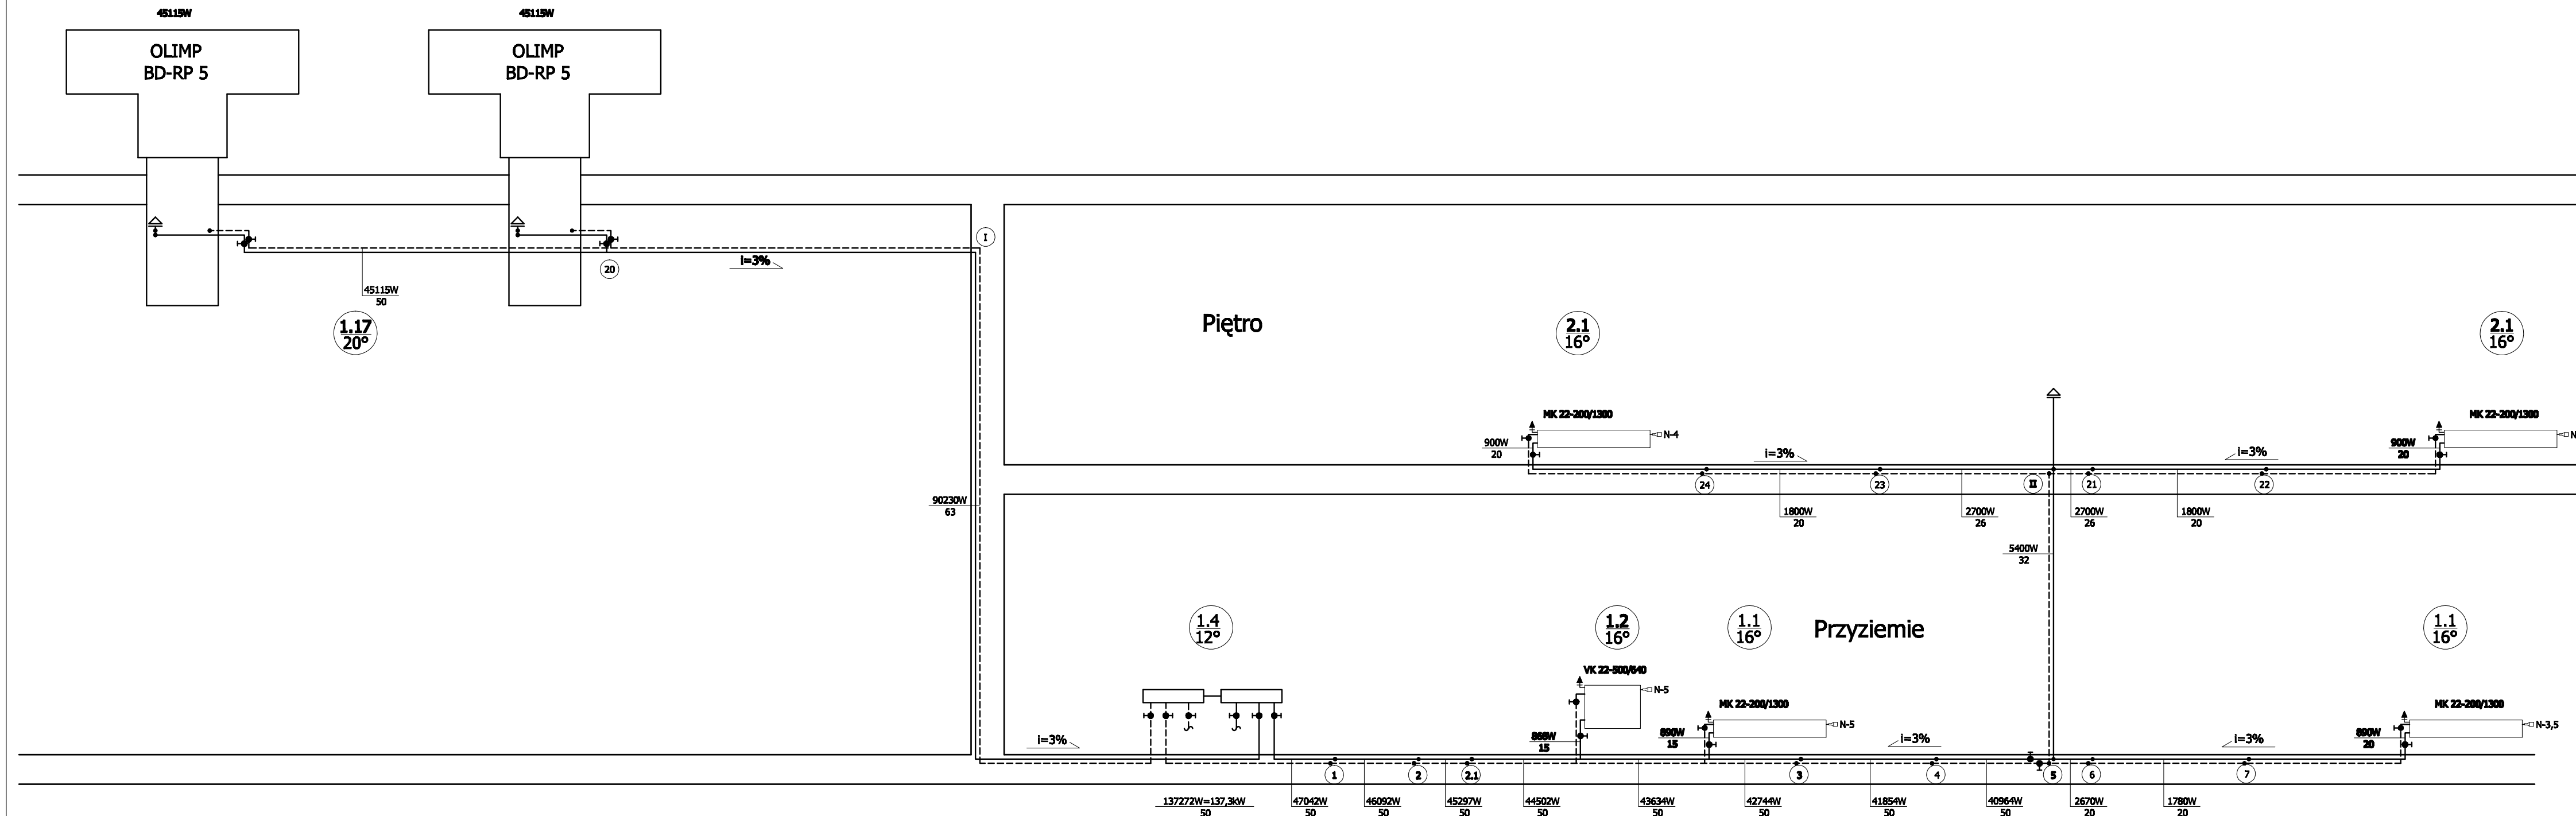 45115W
45115W
OLIMP
BD-RP 5
OLIMP
BD-RP 5
I
20
i=3%
45115W
50
1.17
20°
Piętro
2.1
16°
2.1
16°
MK 22-200/1300
N-4
900W
20
i=3%
i=3%
MK 22-200/1300
N
900W
20
24
23
II
21
22
90230W
63
1800W
20
2700W
26
2700W
26
1800W
20
5400W
32
1.4
12°
1.2
16°
1.1
16°
Przyziemie
1.1
16°
VK 22-500/640
N-5
868W
15
MK 22-200/1300
N-5
890W
15
MK 22-200/1300
N-3,5
890W
20
i=3%
i=3%
i=3%
1
2
2.1
3
4
5
6
7
137272W=137,3kW
50
47042W
50
46092W
50
45297W
50
44502W
50
43634W
50
42744W
50
41854W
50
40964W
50
2670W
20
1780W
20